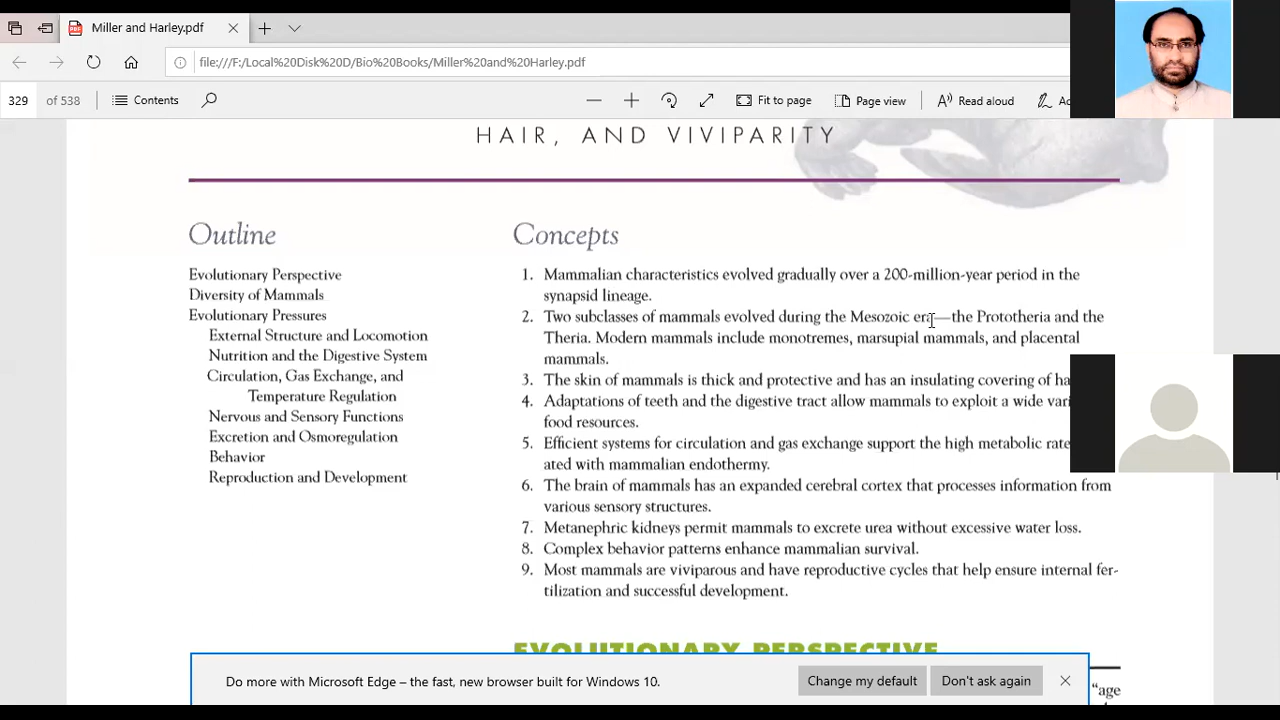 Miller and Harley.pdf
file:///F:/Local%20Disk%20D/Bio%20Books/Miller%20and%20Harley.pdf
329 of 538 Contents Fit to page Page view Read aloud
HAIR, AND VIVIPARITY
Outline
Evolutionary Perspective
Diversity of Mammals
Evolutionary Pressures
External Structure and Locomotion
Nutrition and the Digestive System
Circulation, Gas Exchange, and
Temperature Regulation
Nervous and Sensory Functions
Excretion and Osmoregulation
Behavior
Reproduction and Development
Concepts
1. Mammalian characteristics evolved gradually over a 200-million-year period in the
synapsid lineage.
2. Two subclasses of mammals evolved during the Mesozoic era—the Prototheria and the
Theria. Modern mammals include monotremes, marsupial mammals, and placental
mammals.
3. The skin of mammals is thick and protective and has an insulating covering of
4. Adaptations of teeth and the digestive tract allow mammals to exploit a wide
food resources.
5. Efficient systems for circulation and gas exchange support the high metabolic rate
ated with mammalian endothermy.
6. The brain of mammals has an expanded cerebral cortex that processes information from
various sensory structures.
7. Metanephric kidneys permit mammals to excrete urea without excessive water loss.
8. Complex behavior patterns enhance mammalian survival.
9. Most mammals are viviparous and have reproductive cycles that help ensure internal fer-
tilization and successful development.
EVOLUTIONARY PERSPECTIVE
"age
Do more with Microsoft Edge – the fast, new browser built for Windows 10.
Change my default
Don't ask again